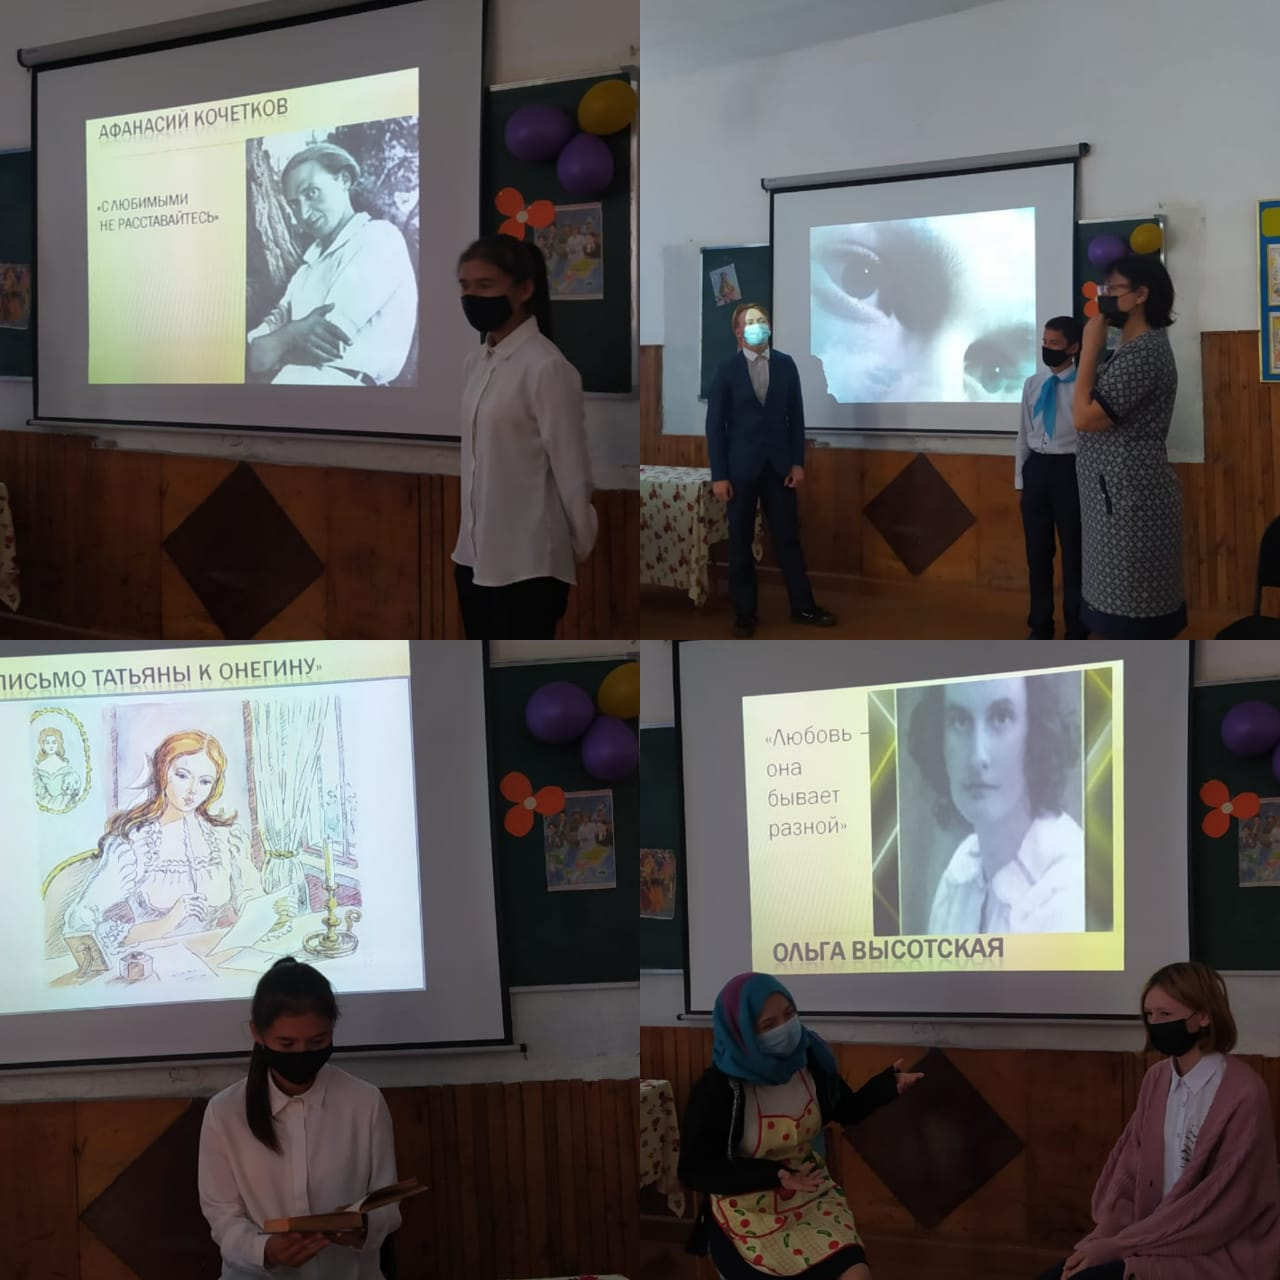 АФАНАСИЙ КОЧЕТКОВ
«С ЛЮБИМЫМИ
НЕ РАССТАВАЙТЕСЬ»
ПИСЬМО ТАТЬЯНЫ К ОНЕГИНУ»
«Любовь –
она
бывает
разной»
ОЛЬГА ВЫСОТСКАЯ